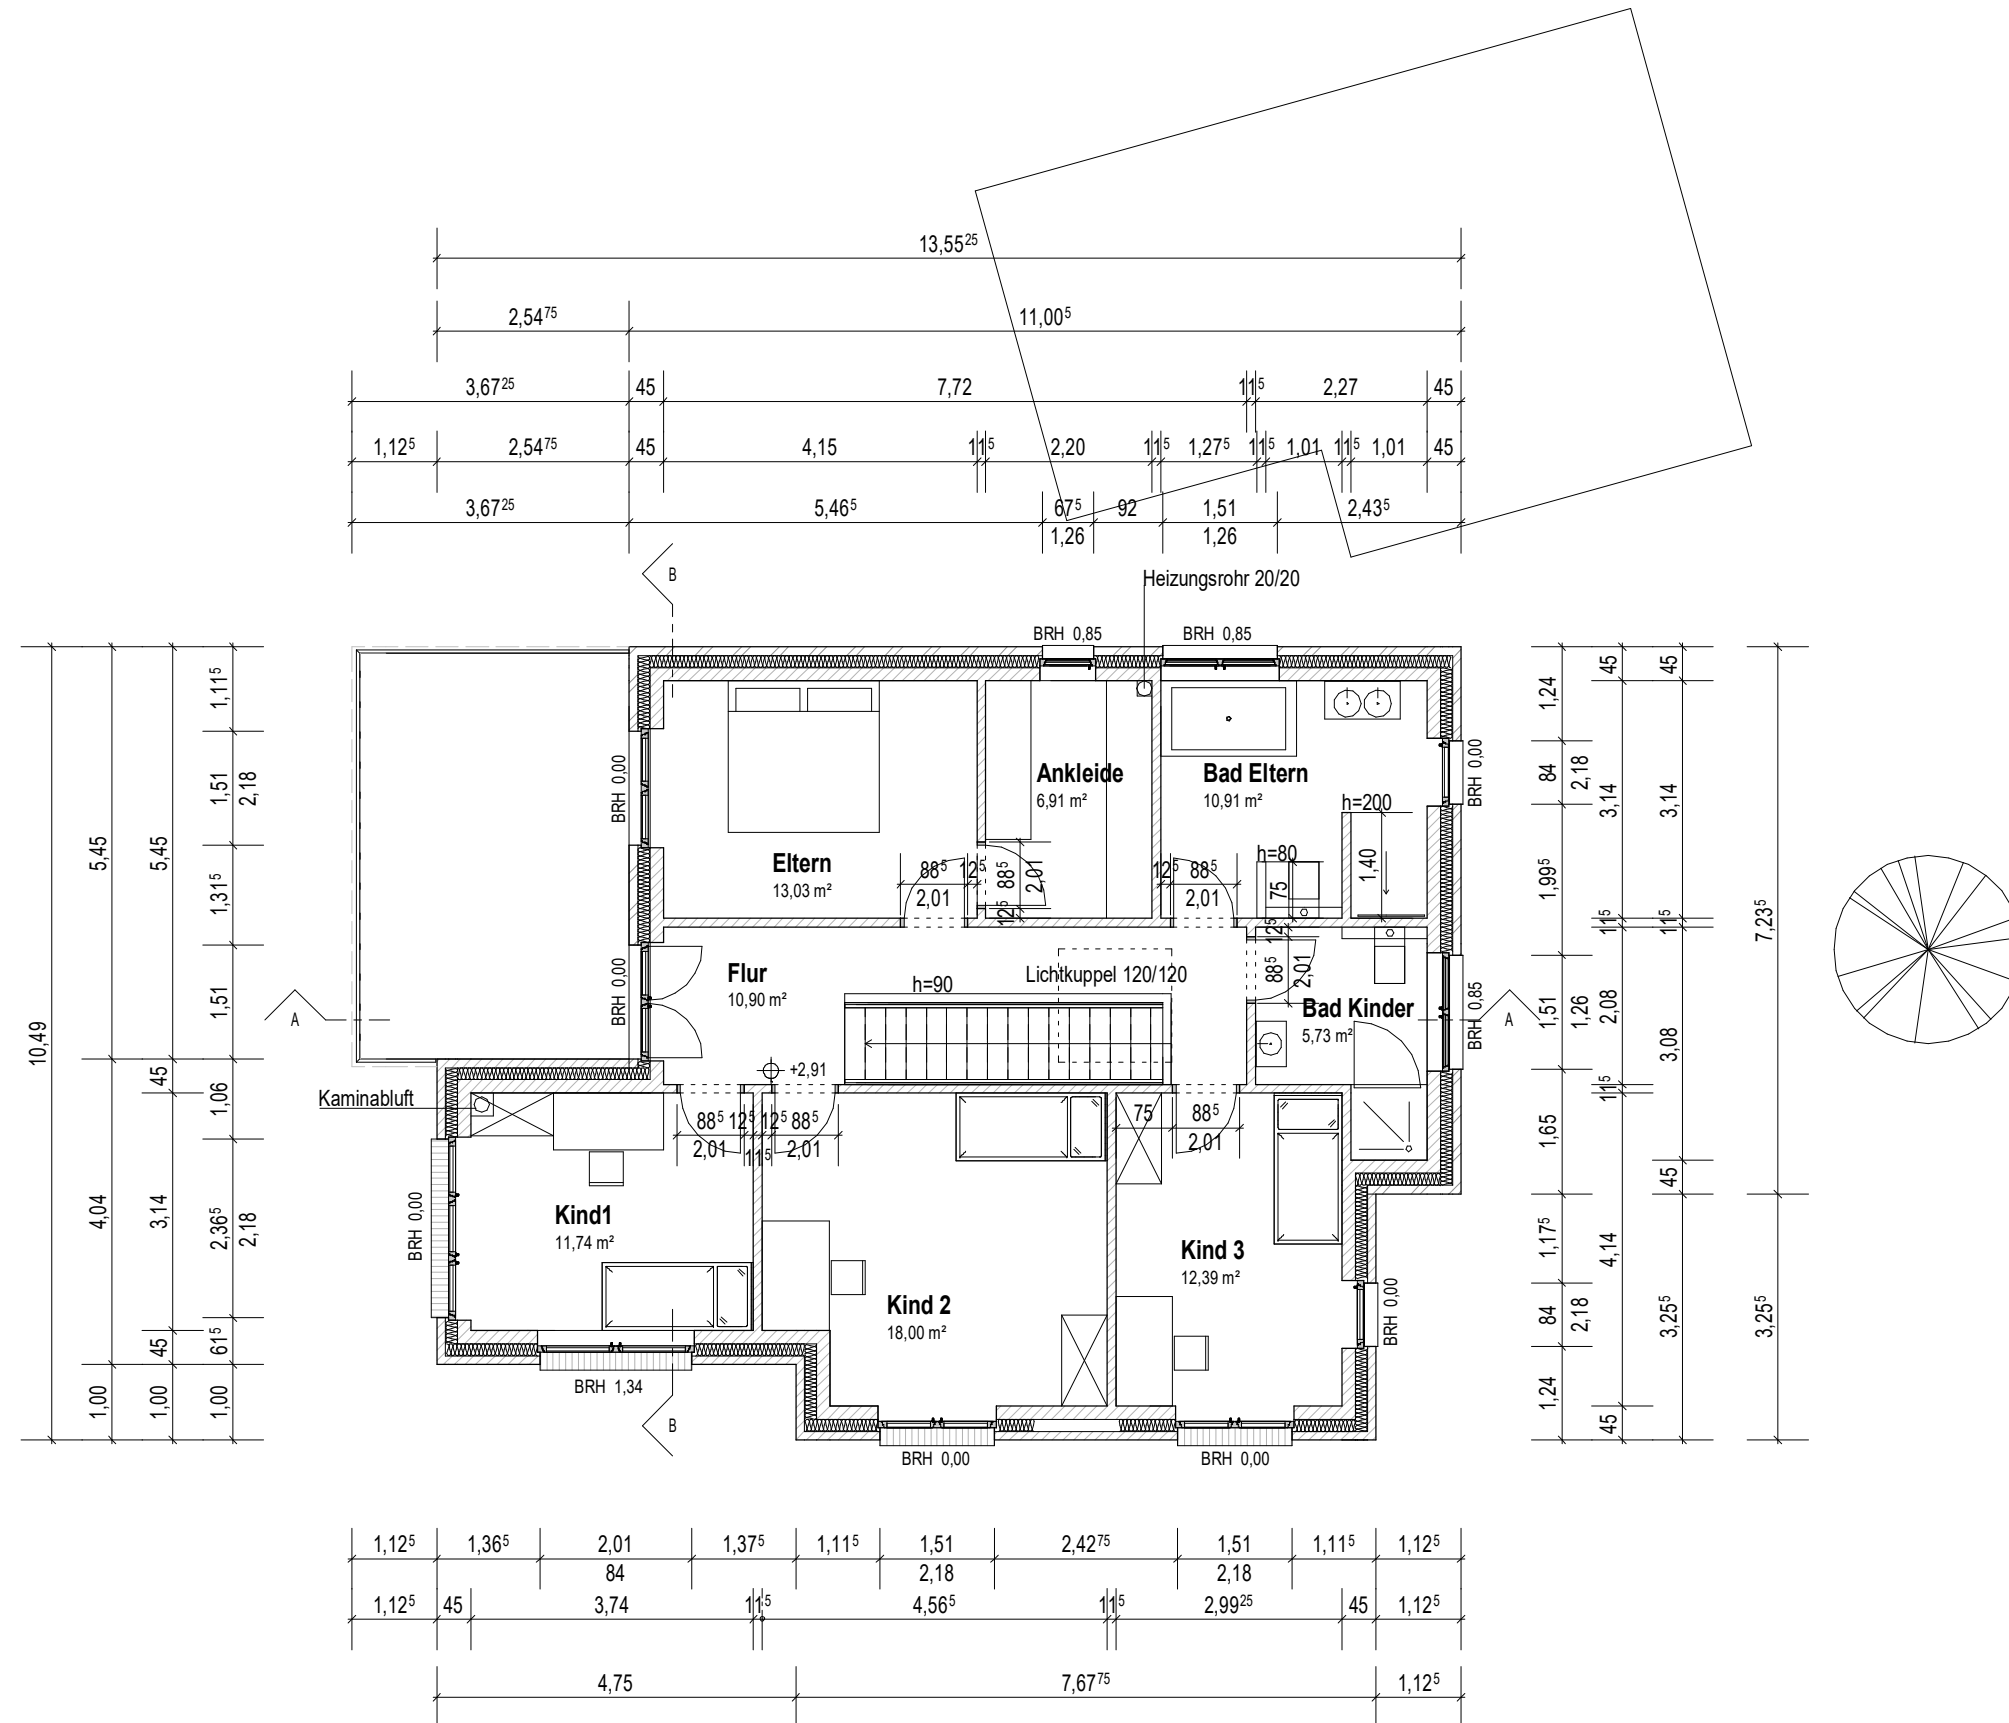 13,55²⁵
2,54⁷⁵ 11,00⁵
3,67²⁵ 45 7,72 11⁵ 2,27 45
1,12⁵ 2,54⁷⁵ 45 4,15 11⁵ 2,20 11⁵ 1,27⁵ 11⁵ 1,01 11⁵ 1,01 45
3,67²⁵ 5,46⁵ 67⁵ 92 1,51 2,43⁵
1,26 1,26
B
Heizungsrohr 20/20
BRH 0,85 BRH 0,85
10,49
5,45 4,04 1,00
5,45 45 3,14 45 1,00
1,11⁵ 1,51 1,31⁵ 1,51 1,06 2,36⁵ 61⁵ 1,00
2,18 2,18
BRH 0,00
BRH 0,00
BRH 0,00
Eltern
13,03 m²
88⁵ 12⁵
2,01
Ankleide
6,91 m²
88⁵
2,01
12⁵
Bad Eltern
10,91 m²
h=200
1,40
h=80
75
12⁵ 88⁵
2,01
BRH 0,00
Flur
10,90 m²
h=90
Lichtkuppel 120/120
12⁵
88⁵
2,01
Bad Kinder
5,73 m²
BRH 0,85
A A
+2,91
Kaminabluft
88⁵ 12⁵ 12⁵ 88⁵
2,01 11⁵ 2,01
75 88⁵
2,01
Kind1
11,74 m²
Kind 2
18,00 m²
Kind 3
12,39 m²
BRH 0,00
BRH 1,34
B
BRH 0,00 BRH 0,00
1,24 84 1,99⁵ 1,51 1,65 1,17⁵ 84 1,24
2,18 1,26 2,18
45 3,14 11⁵ 2,08 11⁵ 4,14 45
45 3,14 11⁵ 3,08 45 3,25⁵
7,23⁵ 3,25⁵
1,12⁵ 1,36⁵ 2,01 1,37⁵ 1,11⁵ 1,51 2,42⁷⁵ 1,51 1,11⁵ 1,12⁵
84 2,18 2,18
1,12⁵ 45 3,74 11⁵ 4,56⁵ 11⁵ 2,99²⁵ 45 1,12⁵
4,75 7,67⁷⁵ 1,12⁵